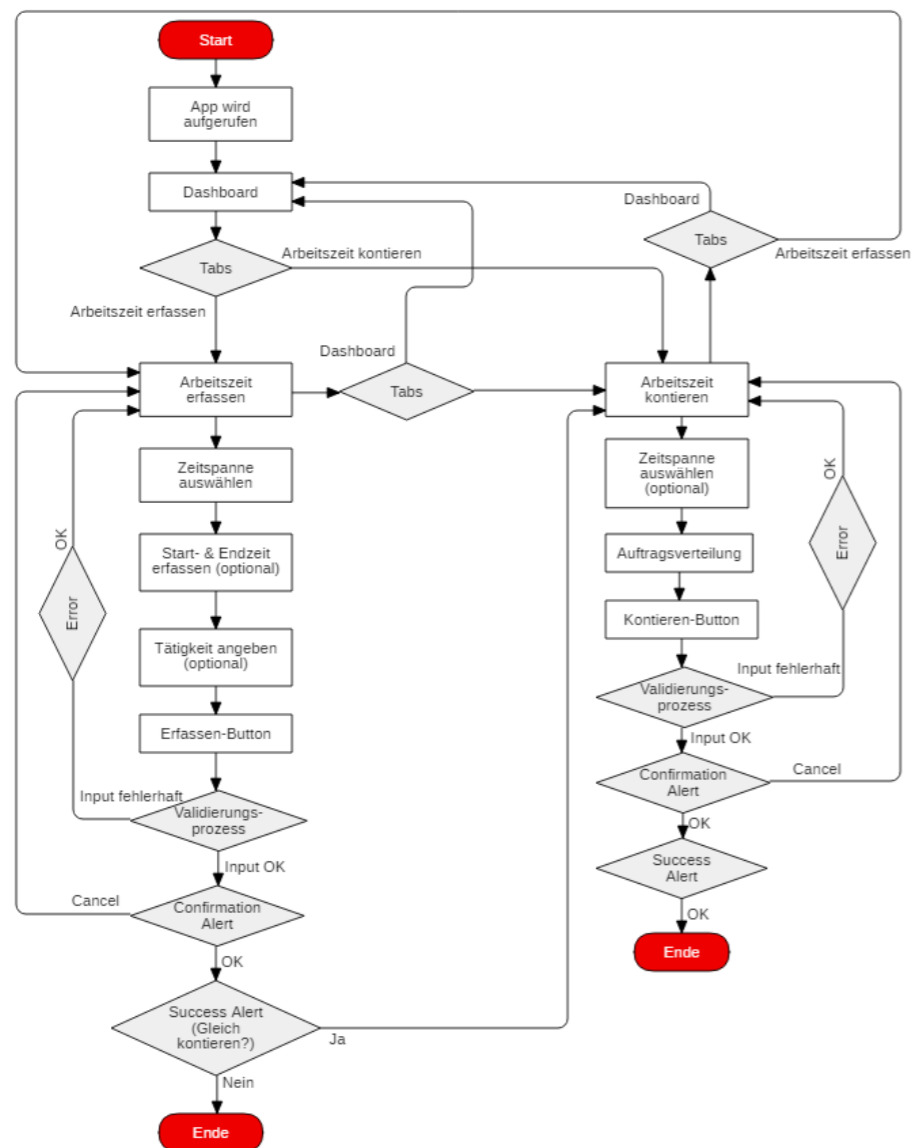 Start
App wird
aufgerufen
Dashboard
Dashboard
Tabs
Arbeitszeit kontieren
Tabs
Arbeitszeit erfassen
Arbeitszeit erfassen
Dashboard
Arbeitszeit
erfassen
Tabs
Arbeitszeit
kontieren
Zeitspanne
auswählen
Start- & Endzeit
erfassen (optional)
OK
Error
Tätigkeit angeben
(optional)
Erfassen-Button
Input fehlerhaft
Validierungs-
prozess
Input OK
Cancel
Confirmation
Alert
OK
Success Alert
(Gleich
kontieren?)
Ja
Nein
Ende
Zeitspanne
auswählen
(optional)
OK
Error
Auftragsverteilung
Kontieren-Button
Input fehlerhaft
Validierungs-
prozess
Input OK
Confirmation
Alert
Cancel
OK
Success
Alert
OK
Ende